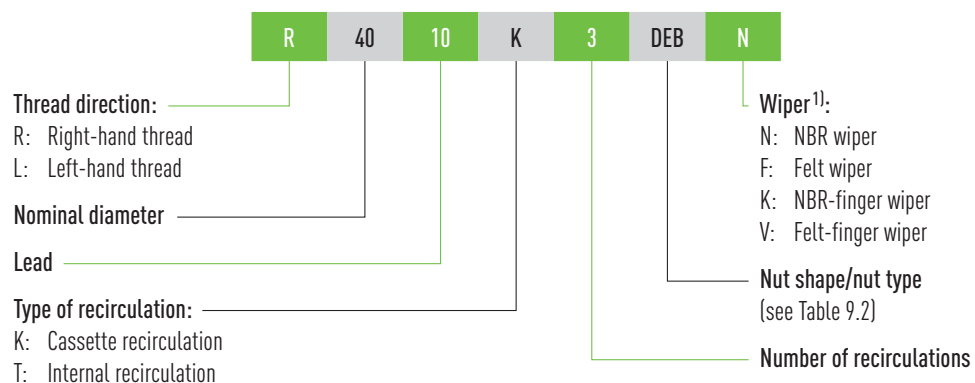 R 40 10 K 3 DEB N
Thread direction:
R: Right-hand thread
L: Left-hand thread
Nominal diameter
Lead
Type of recirculation:
K: Cassette recirculation
T: Internal recirculation
Wiper1):
N: NBR wiper
F: Felt wiper
K: NBR-finger wiper
V: Felt-finger wiper
Nut shape/nut type
(see Table 9.2)
Number of recirculations